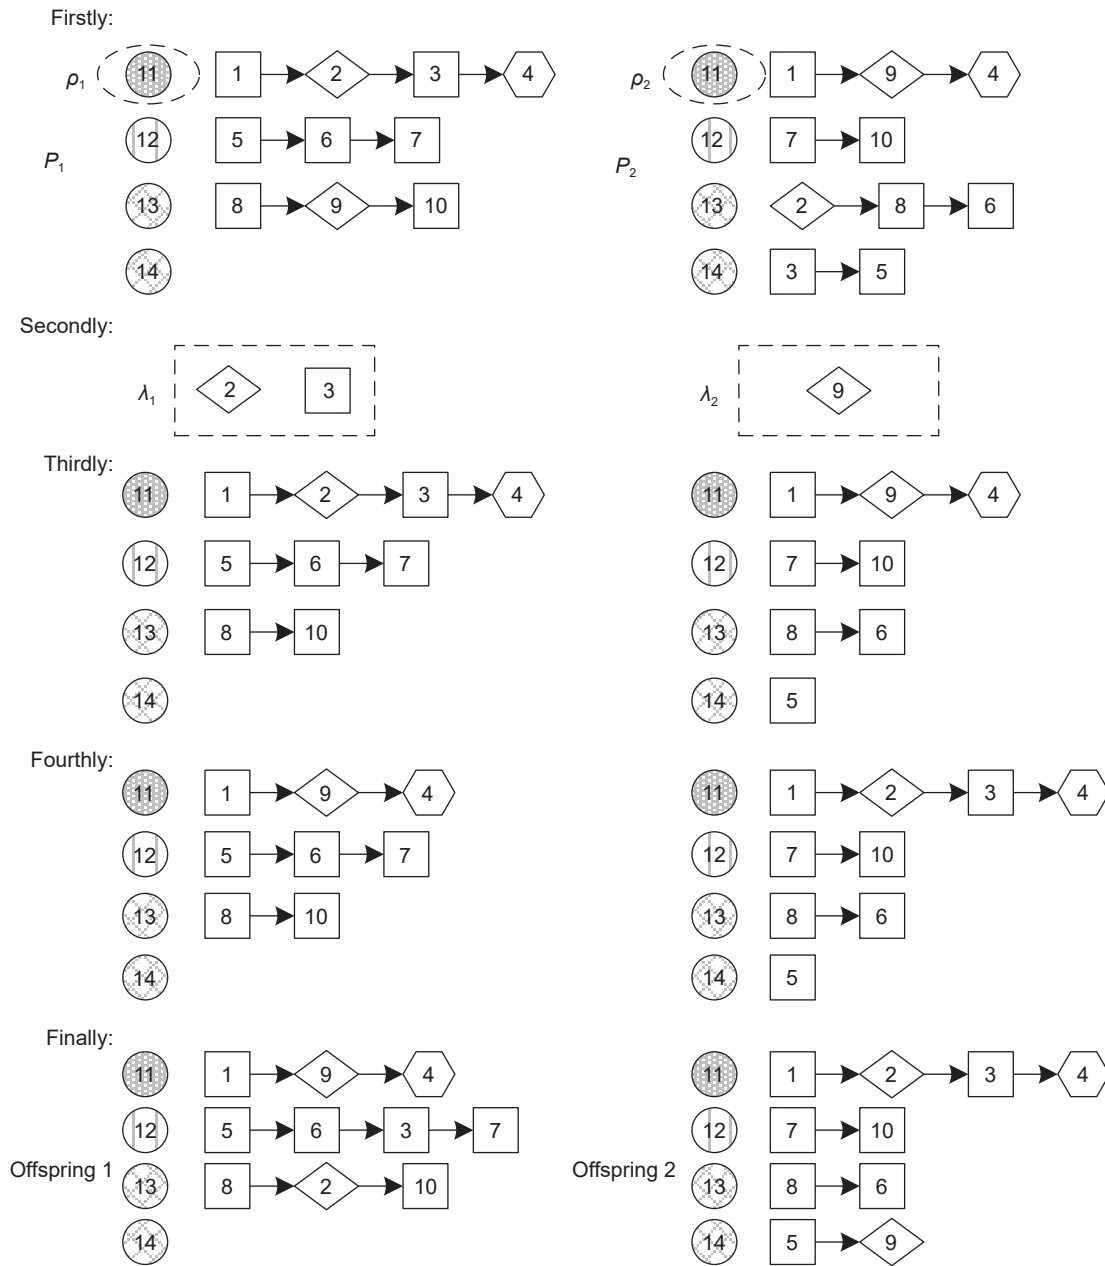 Firstly:
ρ1 11 1 2 3 4 ρ2 11 1 9 4
12 5 6 7 12 7 10
P1 P2
13 8 9 10 13 2 8 6
14 14 3 5
Secondly:
λ1 2 3 λ2 9
Thirdly:
11 1 2 3 4 11 1 9 4
12 5 6 7 12 7 10
13 8 10 13 8 6
14 14 5
Fourthly:
11 1 9 4 11 1 2 3 4
12 5 6 7 12 7 10
13 8 10 13 8 6
14 14 5
Finally:
11 1 9 4 11 1 2 3 4
12 5 6 3 7 12 7 10
Offspring 1 13 8 2 10 Offspring 2 13 8 6
14 14 5 9